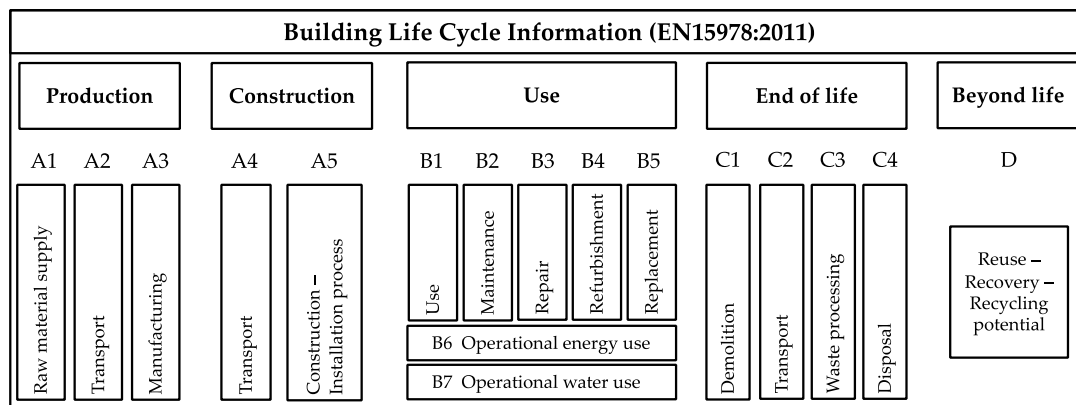 Building Life Cycle Information (EN15978:2011)
Production
Construction
Use
End of life
Beyond life
A1 A2 A3
A4 A5
B1 B2 B3 B4 B5
C1 C2 C3 C4
D
Raw material supply
Transport
Manufacturing
Transport
Construction –
Installation process
Use
Maintenance
Repair
Refurbishment
Replacement
B6 Operational energy use
B7 Operational water use
Demolition
Transport
Waste processing
Disposal
Reuse –
Recovery –
Recycling
potential